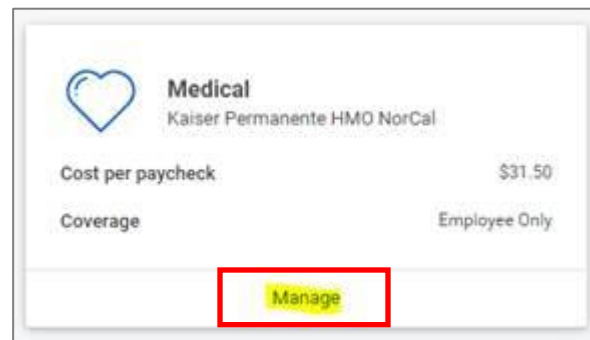 Medical
Kaiser Permanente HMO NorCal
Cost per paycheck $31.50
Coverage Employee Only
Manage